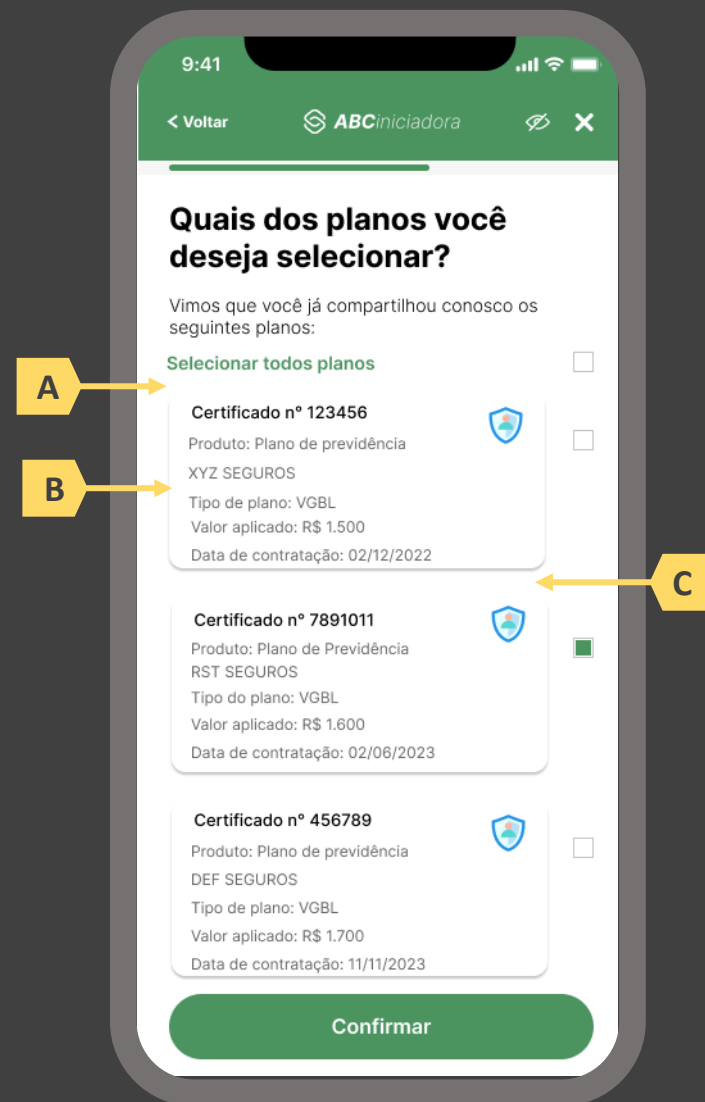 9:41
< Voltar
ABCiniciadora
Quais dos planos você
deseja selecionar?
Vimos que você já compartilhou conosco os
seguintes planos:
Selecionar todos planos
A
Certificado n° 123456
Produto: Plano de previdência
XYZ SEGUROS
B
Tipo de plano: VGBL
Valor aplicado: R$ 1.500
Data de contratação: 02/12/2022
C
Certificado n° 7891011
Produto: Plano de Previdência
RST SEGUROS
Tipo do plano: VGBL
Valor aplicado: R$ 1.600
Data de contratação: 02/06/2023
Certificado n° 456789
Produto: Plano de previdência
DEF SEGUROS
Tipo de plano: VGBL
Valor aplicado: R$ 1.700
Data de contratação: 11/11/2023
Confirmar